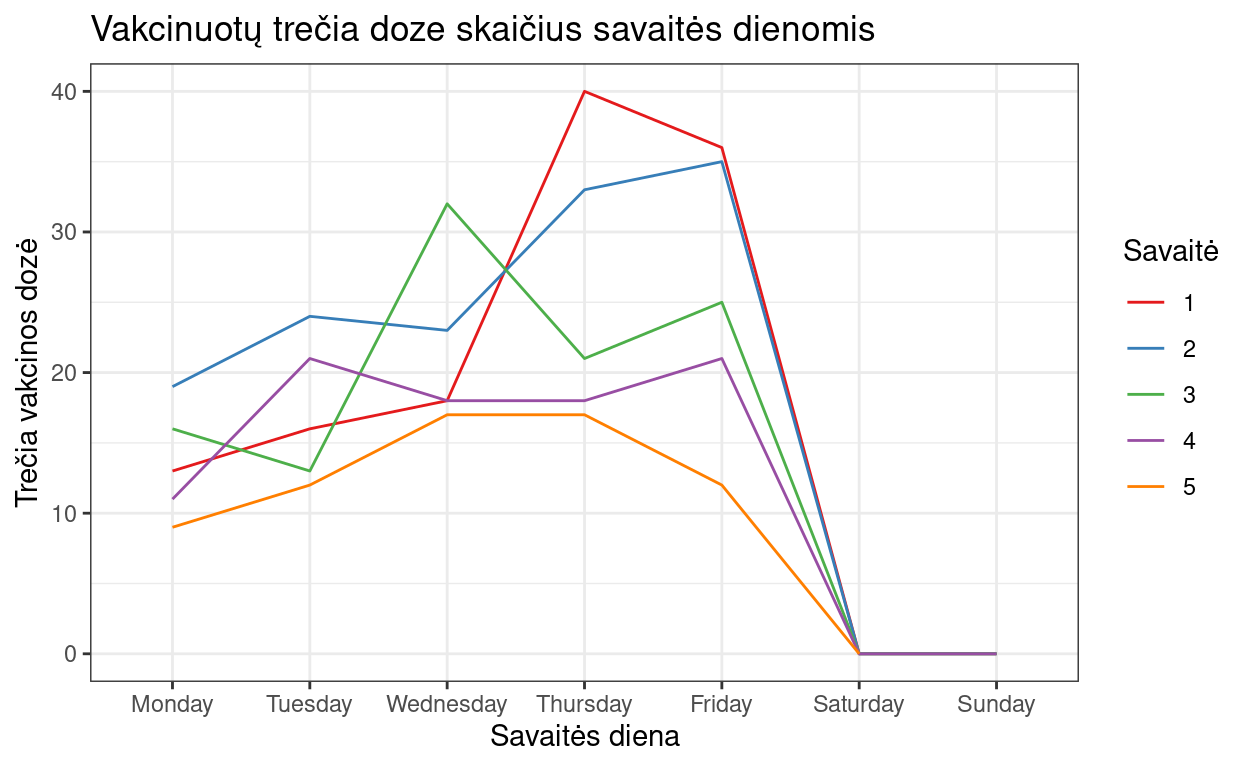 Vakcinuotų trečia doze skaičius savaitės dienomis
Trečia vakcinos dozė
40
30
20
10
0
Monday Tuesday Wednesday Thursday Friday Saturday Sunday
Savaitės diena
Savaitė
1
2
3
4
5